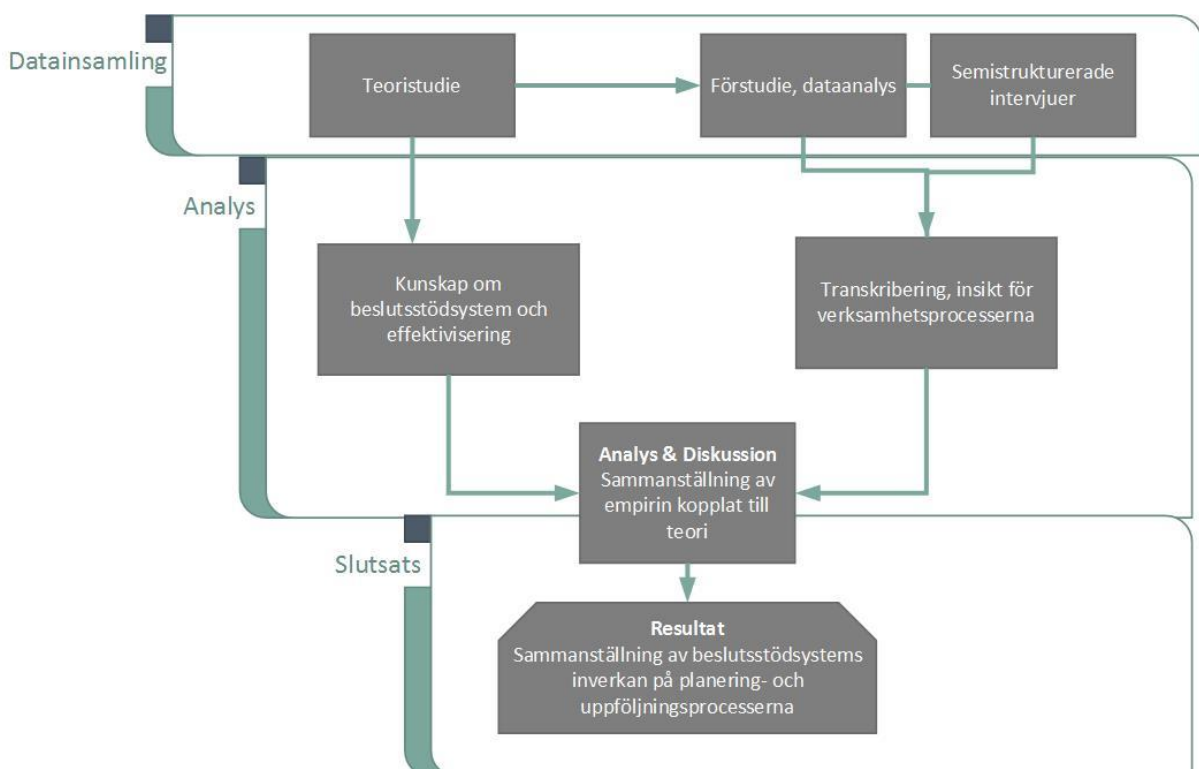 Datainsamling
Teoristudie
Förstudie, dataanalys
Semistrukturerade
intervjuer
Analys
Kunskap om
beslutsstödsystem och
effektivisering
Transkribering, insikt för
verksamhetsprocesserna
Analys & Diskussion
Sammanställning av
empirin kopplat till
teori
Slutsats
Resultat
Sammanställning av beslutsstödsystems
inverkan på planering- och
uppföljningsprocesserna